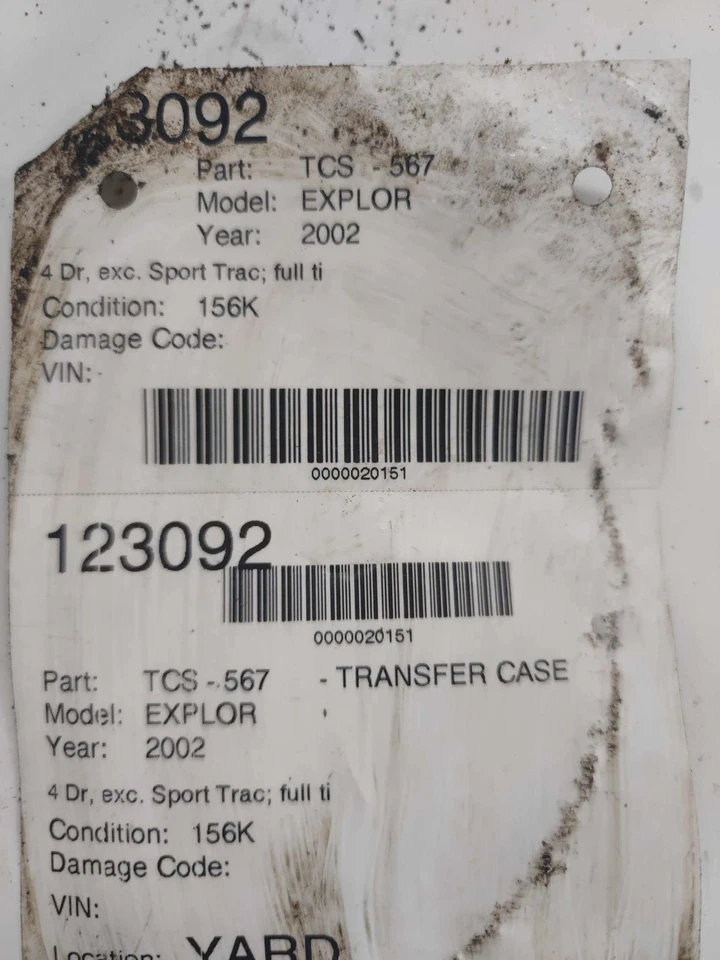 3092
Part: TCS - 567
Model: EXPLOR
Year: 2002
4 Dr, exc. Sport Trac; full ti
Condition: 156K
Damage Code:
VIN:
0000020151
123092
0000020151
Part: TCS - 567 - TRANSFER CASE
Model: EXPLOR
Year: 2002
4 Dr, exc. Sport Trac; full ti
Condition: 156K
Damage Code:
VIN:
Location: YARD